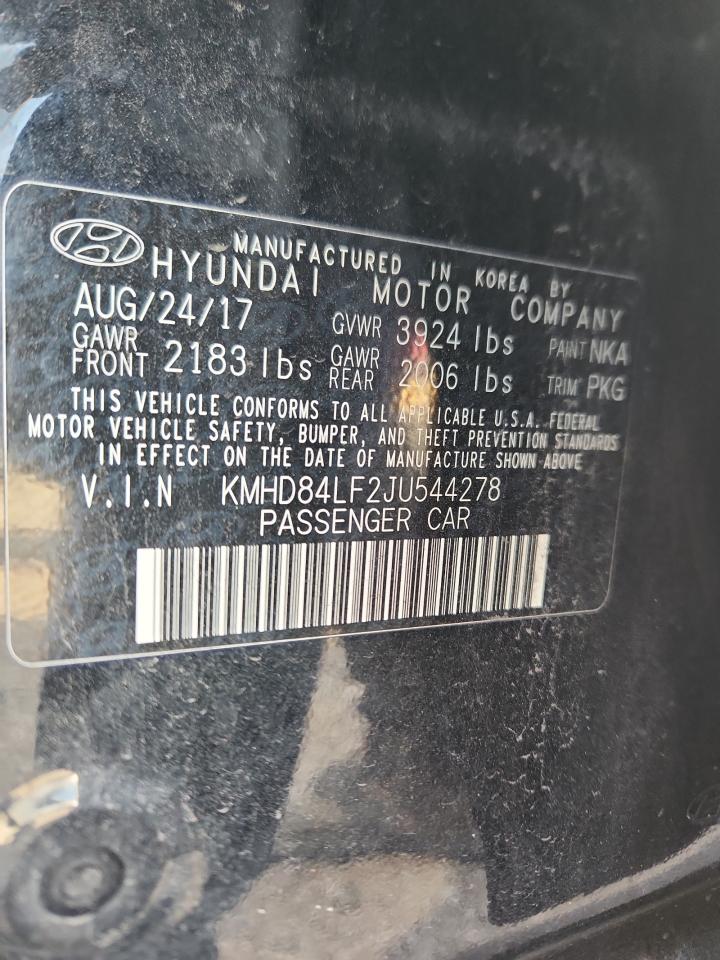 MANUFACTURED IN KOREA BY
HYUNDAI MOTOR COMPANY
AUG/24/17 GVWR 3924 lbs PAINT NKA
GAWR FRONT 2183 lbs GAWR REAR 2006 lbs TRIM PKG
THIS VEHICLE CONFORMS TO ALL APPLICABLE U.S.A. FEDERAL
MOTOR VEHICLE SAFETY, BUMPER, AND THEFT PREVENTION STANDARDS
IN EFFECT ON THE DATE OF MANUFACTURE SHOWN ABOVE
V.I.N KMHD84LF2JU544278
PASSENGER CAR